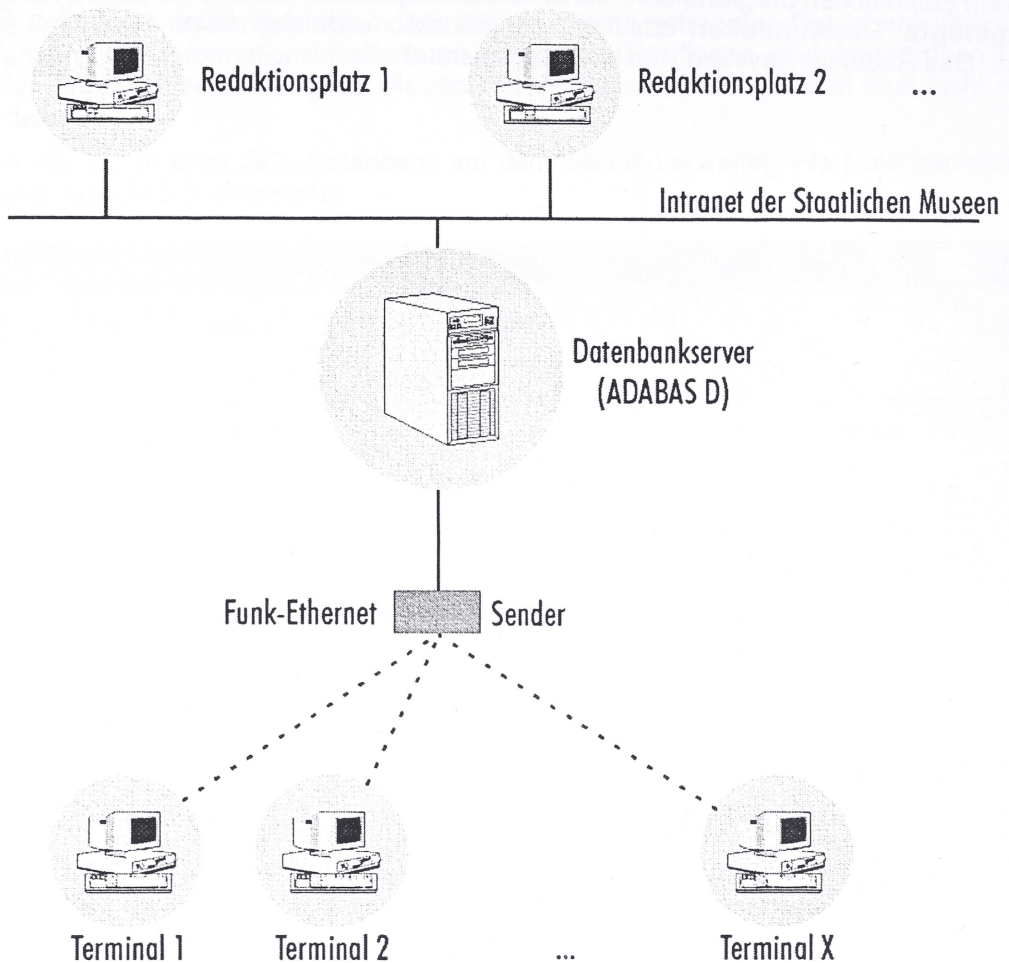 Redaktionsplatz 1
Redaktionsplatz 2 ...
Intranet der Staatlichen Museen
Datenbankserver
(ADABAS D)
Funk-Ethernet Sender
Terminal 1 Terminal 2 ... Terminal X